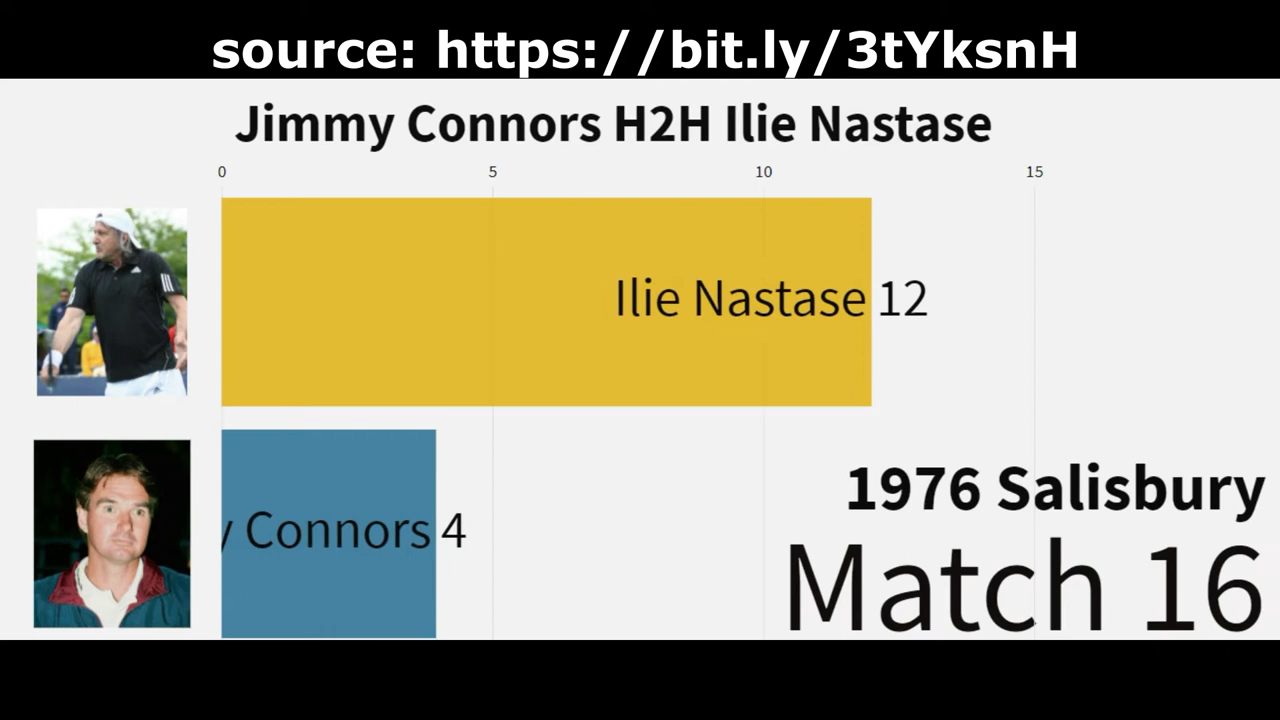 source: https://bit.ly/3tYksnH
Jimmy Connors H2H Ilie Nastase
0 5 10 15
Ilie Nastase 12
y Connors 4
1976 Salisbury
Match 16